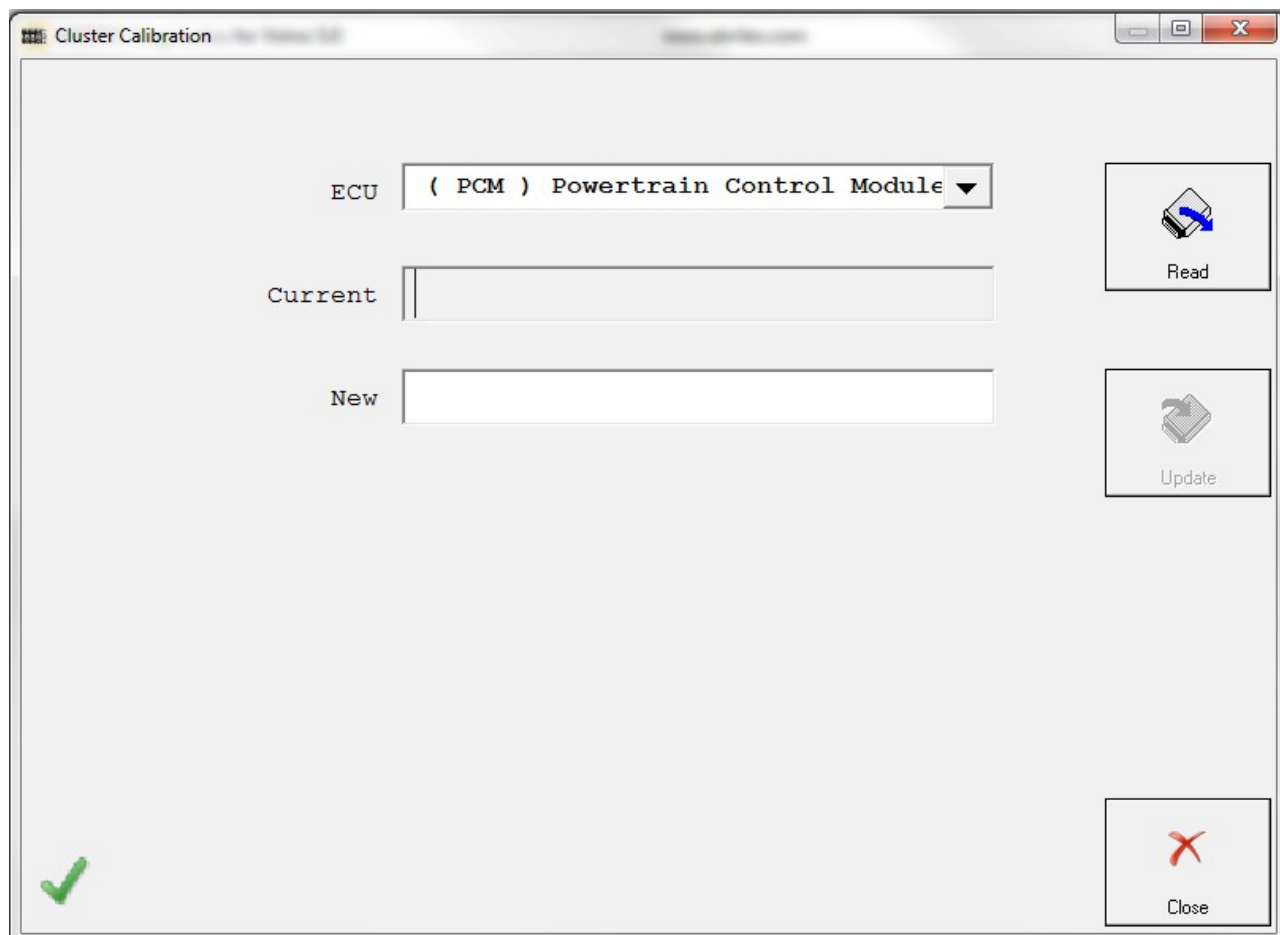 Cluster Calibration
ECU
( PCM ) Powertrain Control Module
Read
Current
New
Update
Close